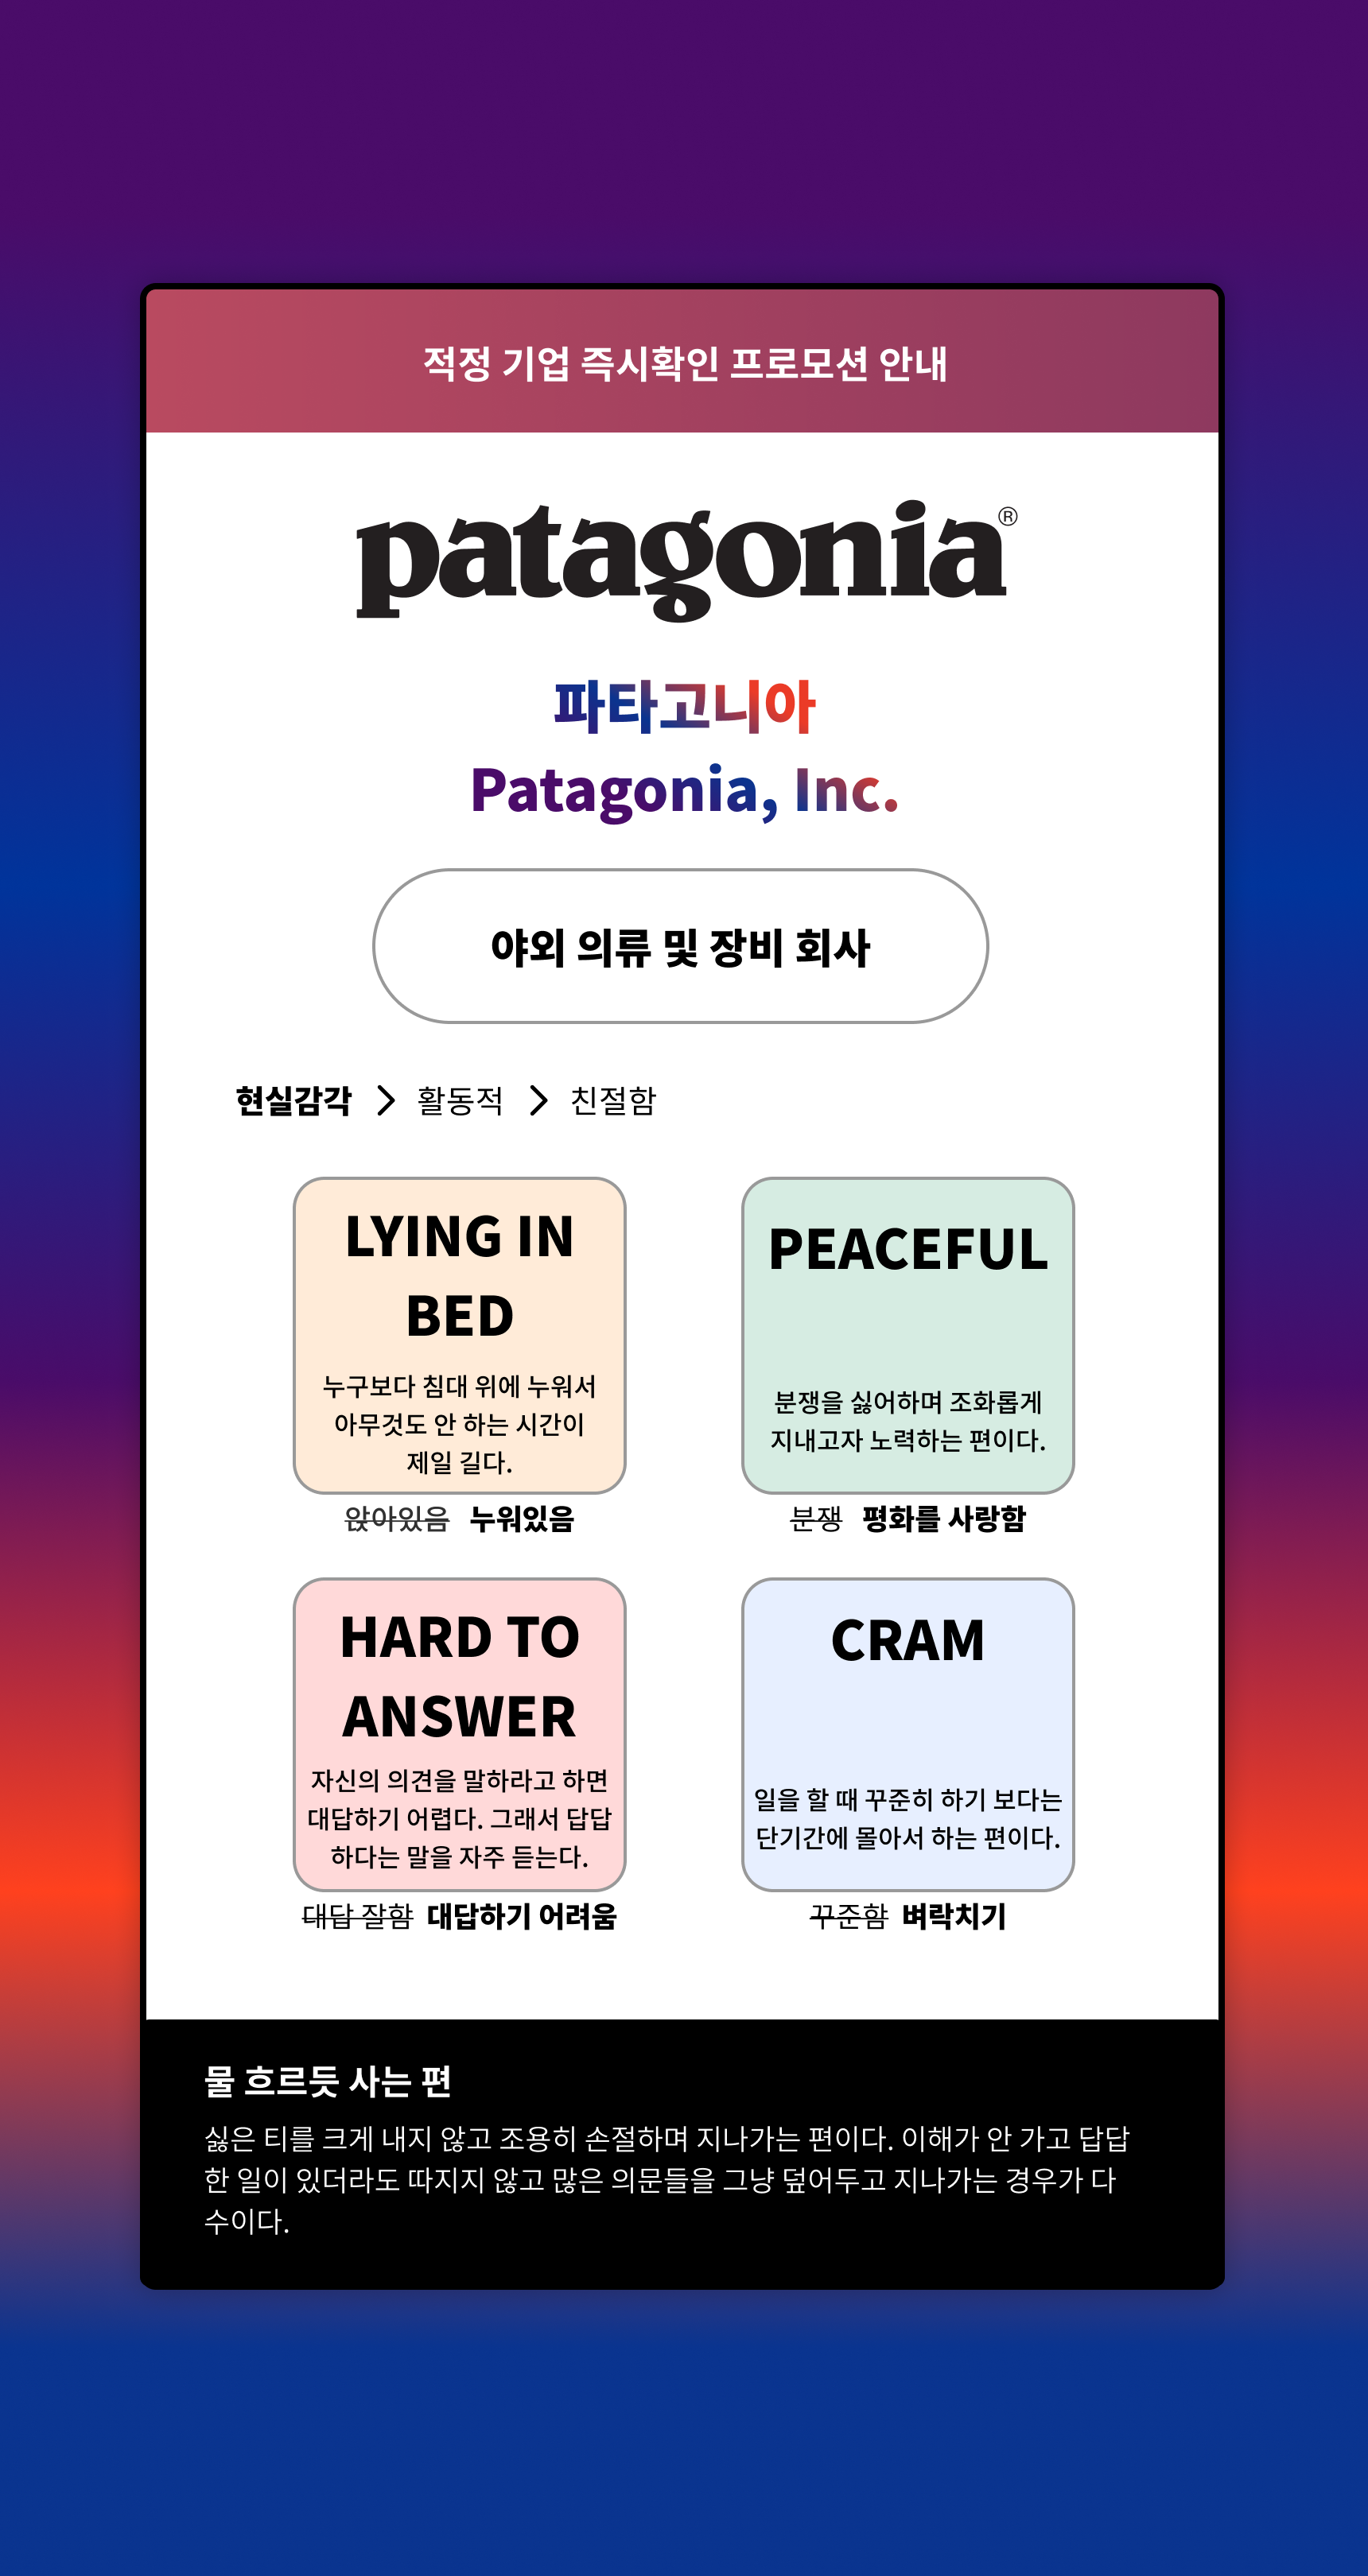 적정 기업 즉시확인 프로모션 안내
patagonia®
파타고니아
Patagonia, Inc.
야외 의류 및 장비 회사
현실감각 > 활동적 > 친절함
LYING IN
BED
누구보다 침대 위에 누워서
아무것도 안 하는 시간이
제일 길다.
앉아있음 누워있음
PEACEFUL
분쟁을 싫어하며 조화롭게
지내고자 노력하는 편이다.
분쟁 평화를 사랑함
HARD TO
ANSWER
자신의 의견을 말하라고 하면
대답하기 어렵다. 그래서 답답
하다는 말을 자주 듣는다.
대답 잘함 대답하기 어려움
CRAM
일을 할 때 꾸준히 하기 보다는
단기간에 몰아서 하는 편이다.
꾸준함 벼락치기
물 흐르듯 사는 편
싫은 티를 크게 내지 않고 조용히 손절하며 지나가는 편이다. 이해가 안 가고 답답
한 일이 있더라도 따지지 않고 많은 의문들을 그냥 덮어두고 지나가는 경우가 다
수이다.